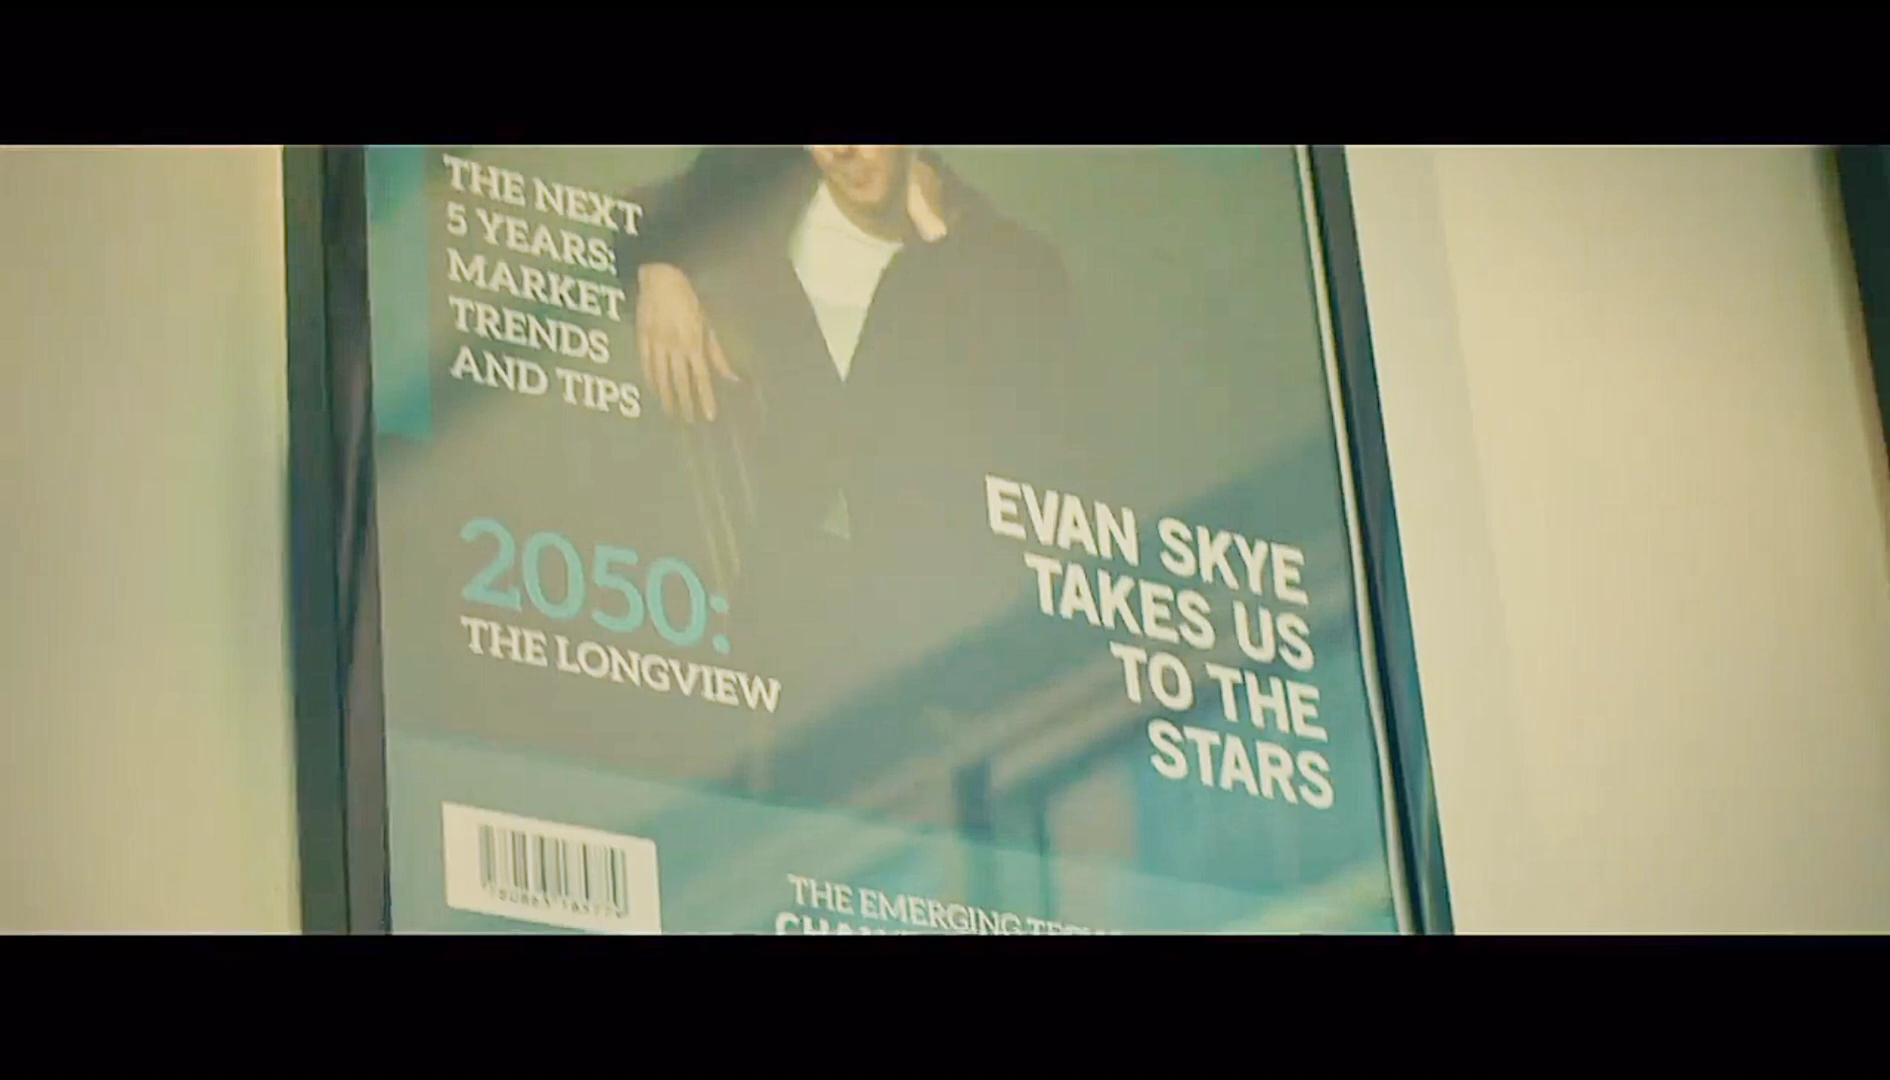 THE NEXT
5 YEARS:
MARKET
TRENDS
AND TIPS
2050:
THE LONGVIEW
EVAN SKYE
TAKES US
TO THE
STARS
THE EMERGING